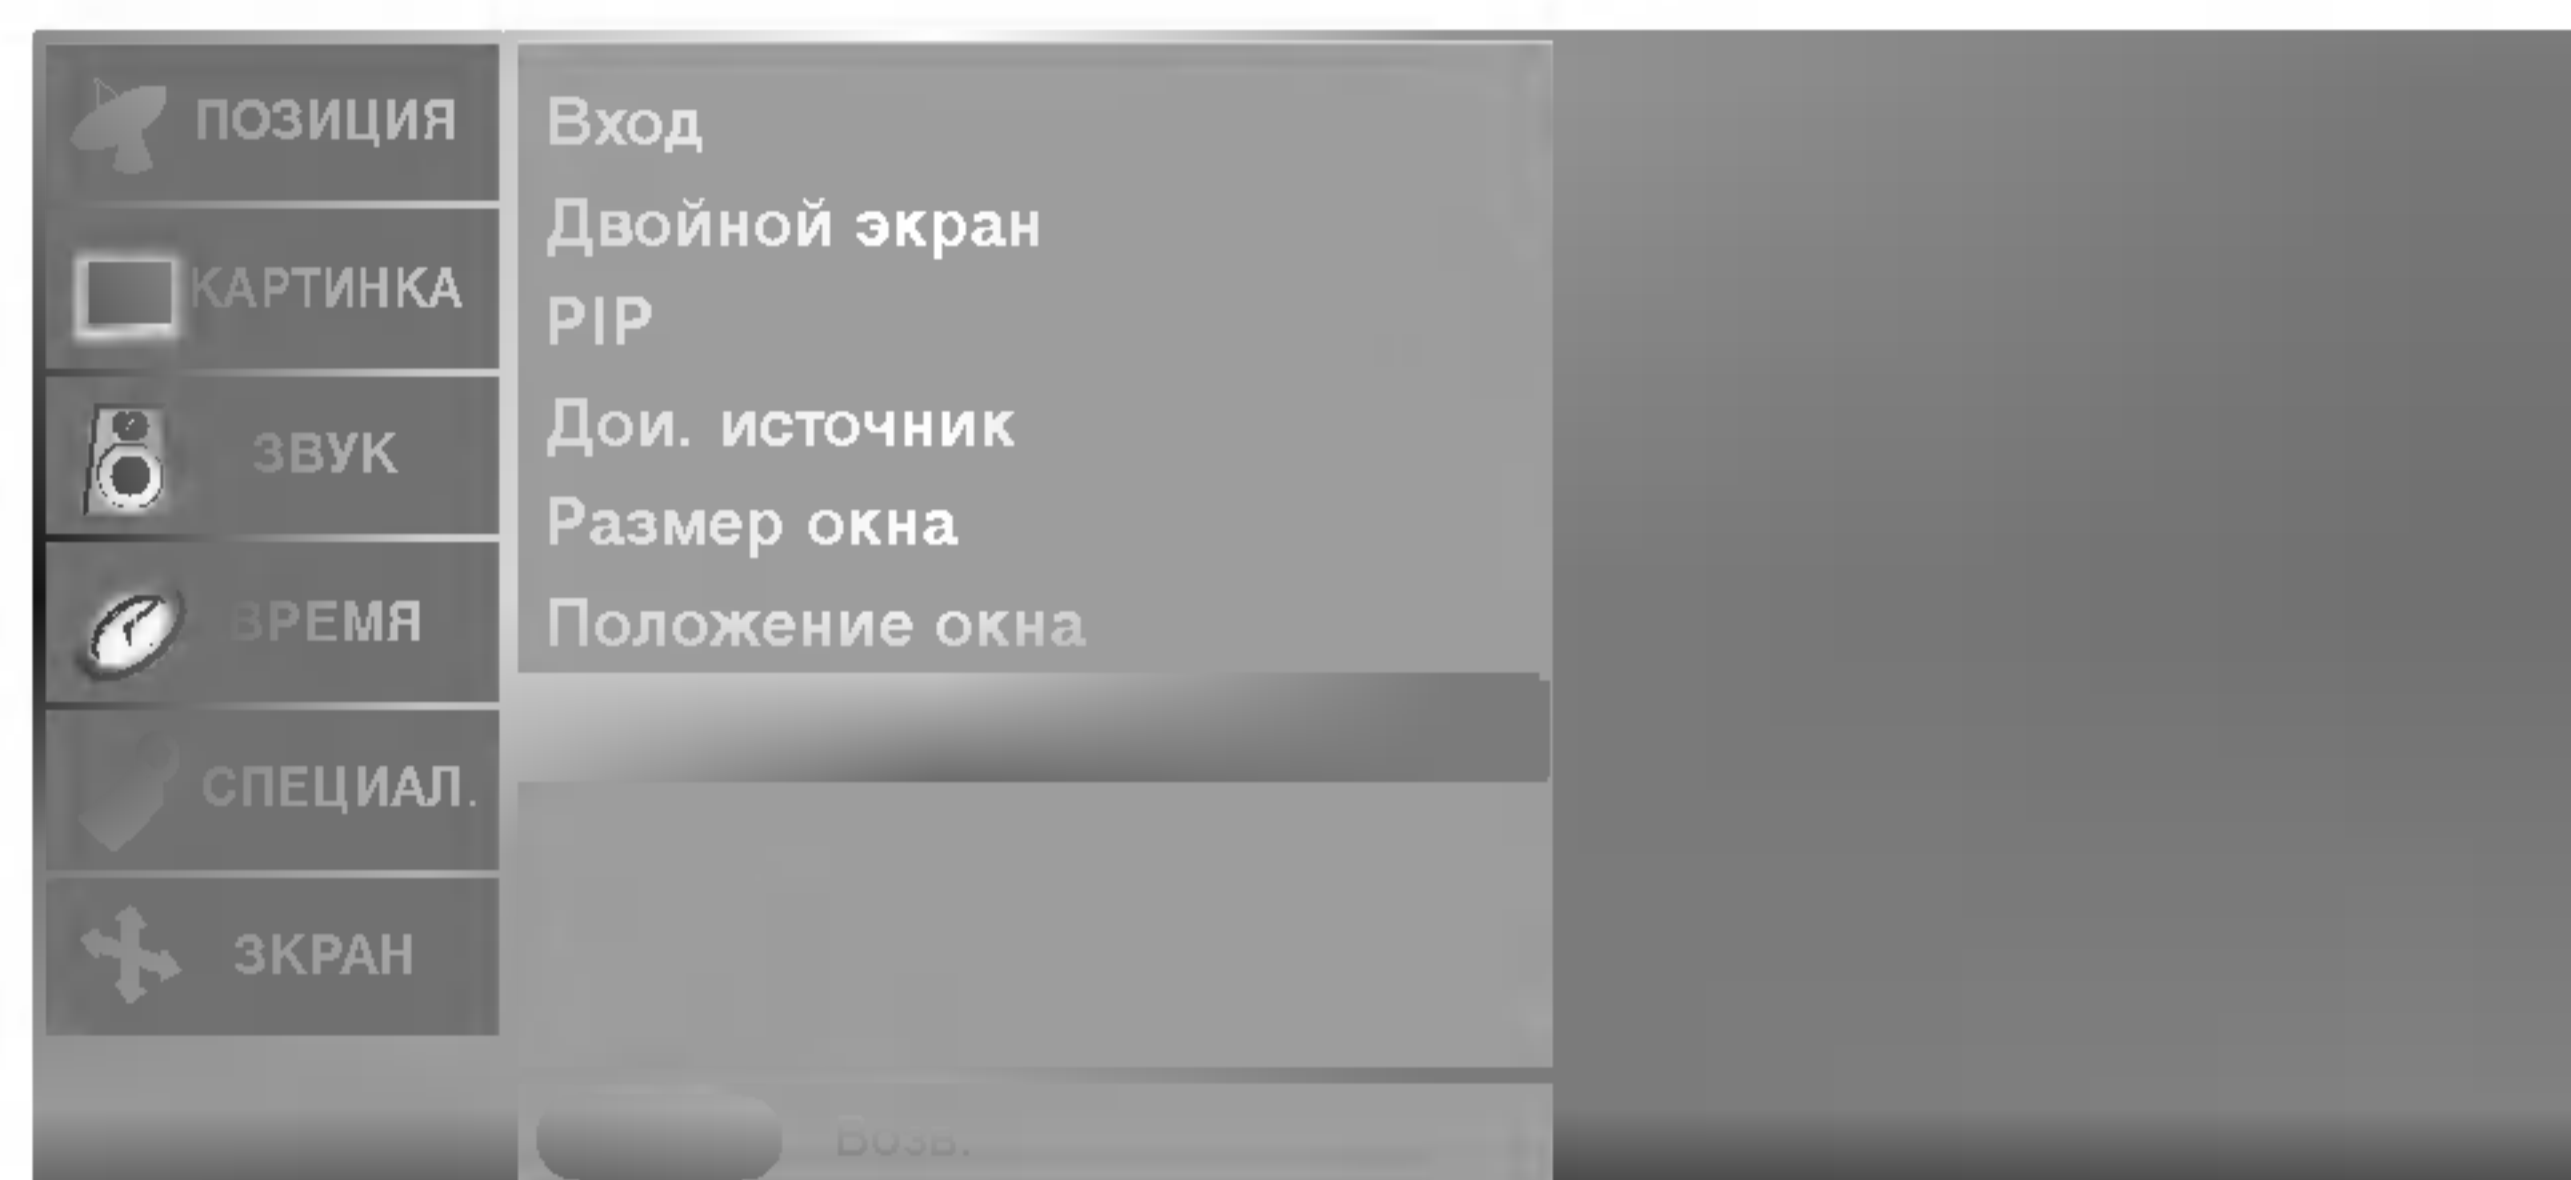 ПОЗИЦИЯ
КАРТИНКА
ЗВУК
ВРЕМЯ
СПЕЦИАЛ.
ЗКРАН
Вход
Двойной экран
PIP
Дои. источник
Размер окна
Положение окна
Возв.